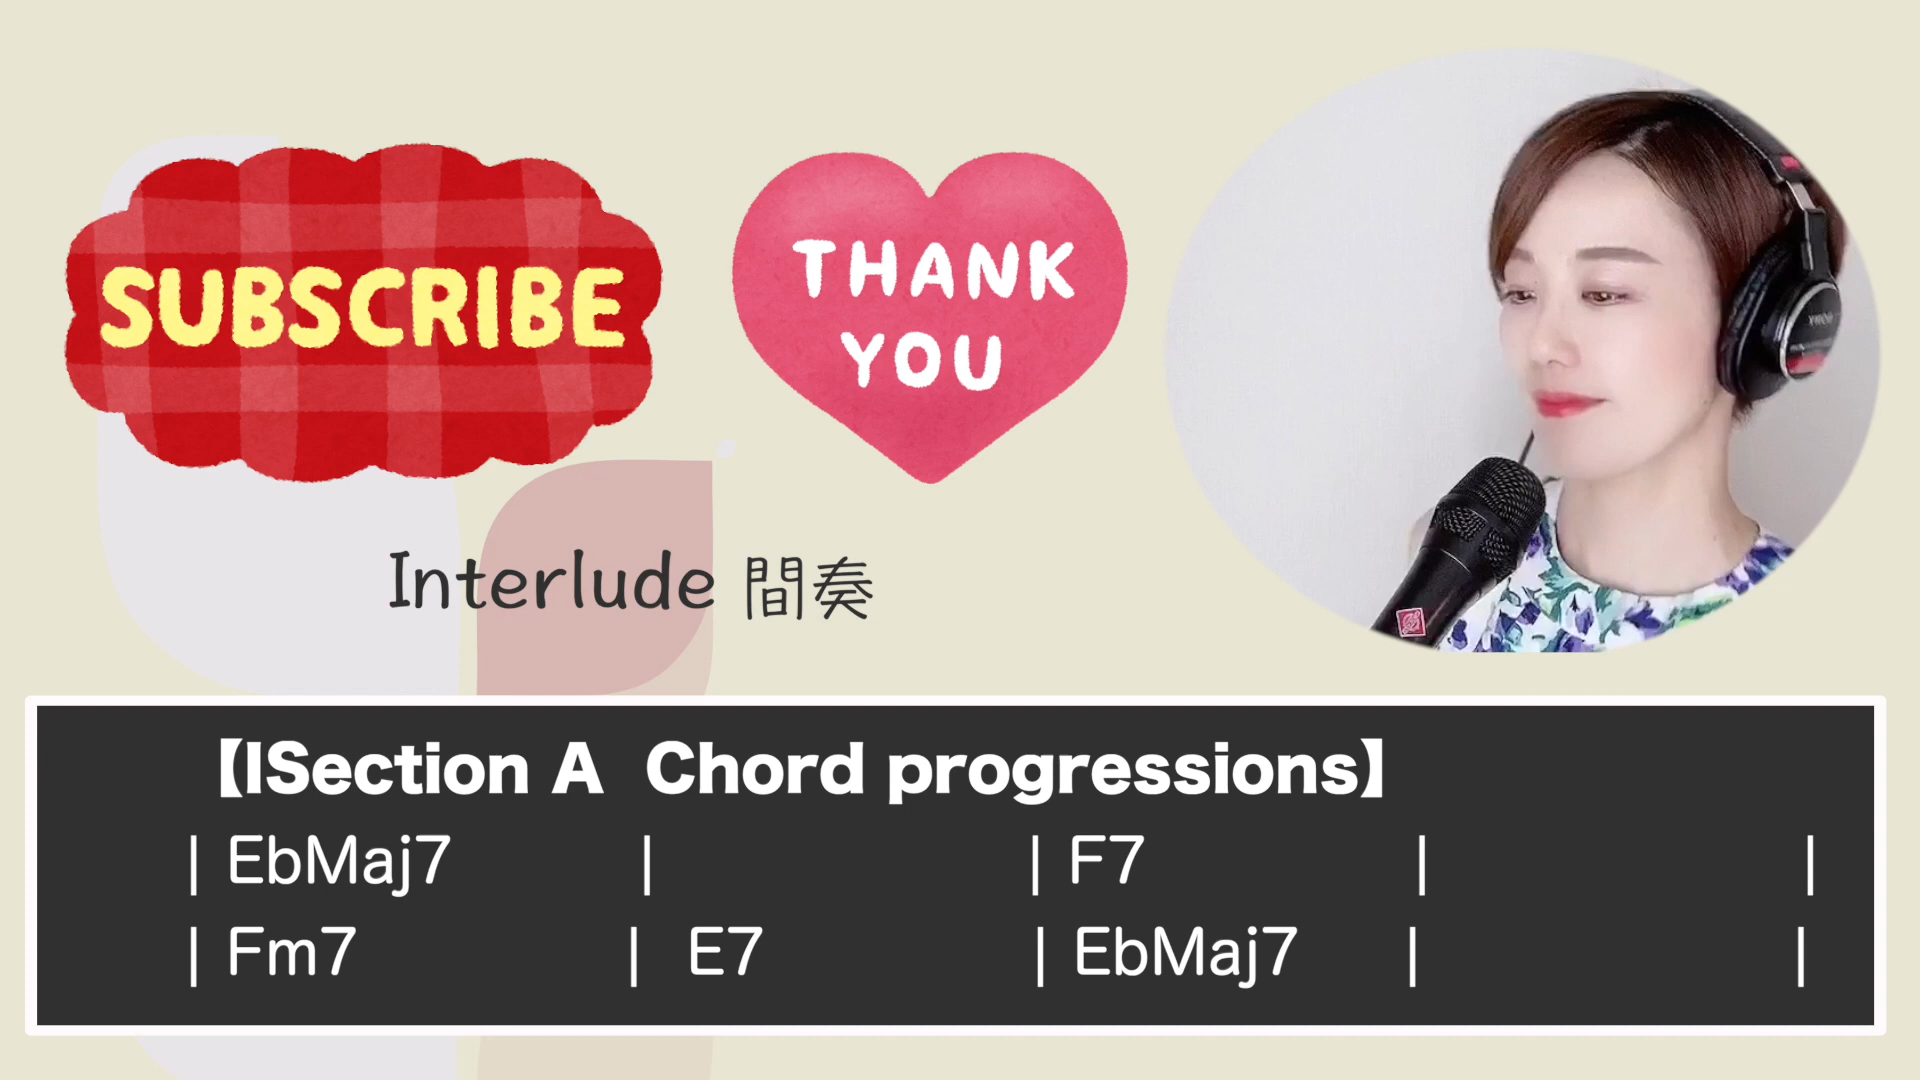 SUBSCRIBE
THANK
YOU
Interlude 間奏
【ISection A Chord progressions】
| EbMaj7 | | F7 | |
| Fm7 | E7 | EbMaj7 | |